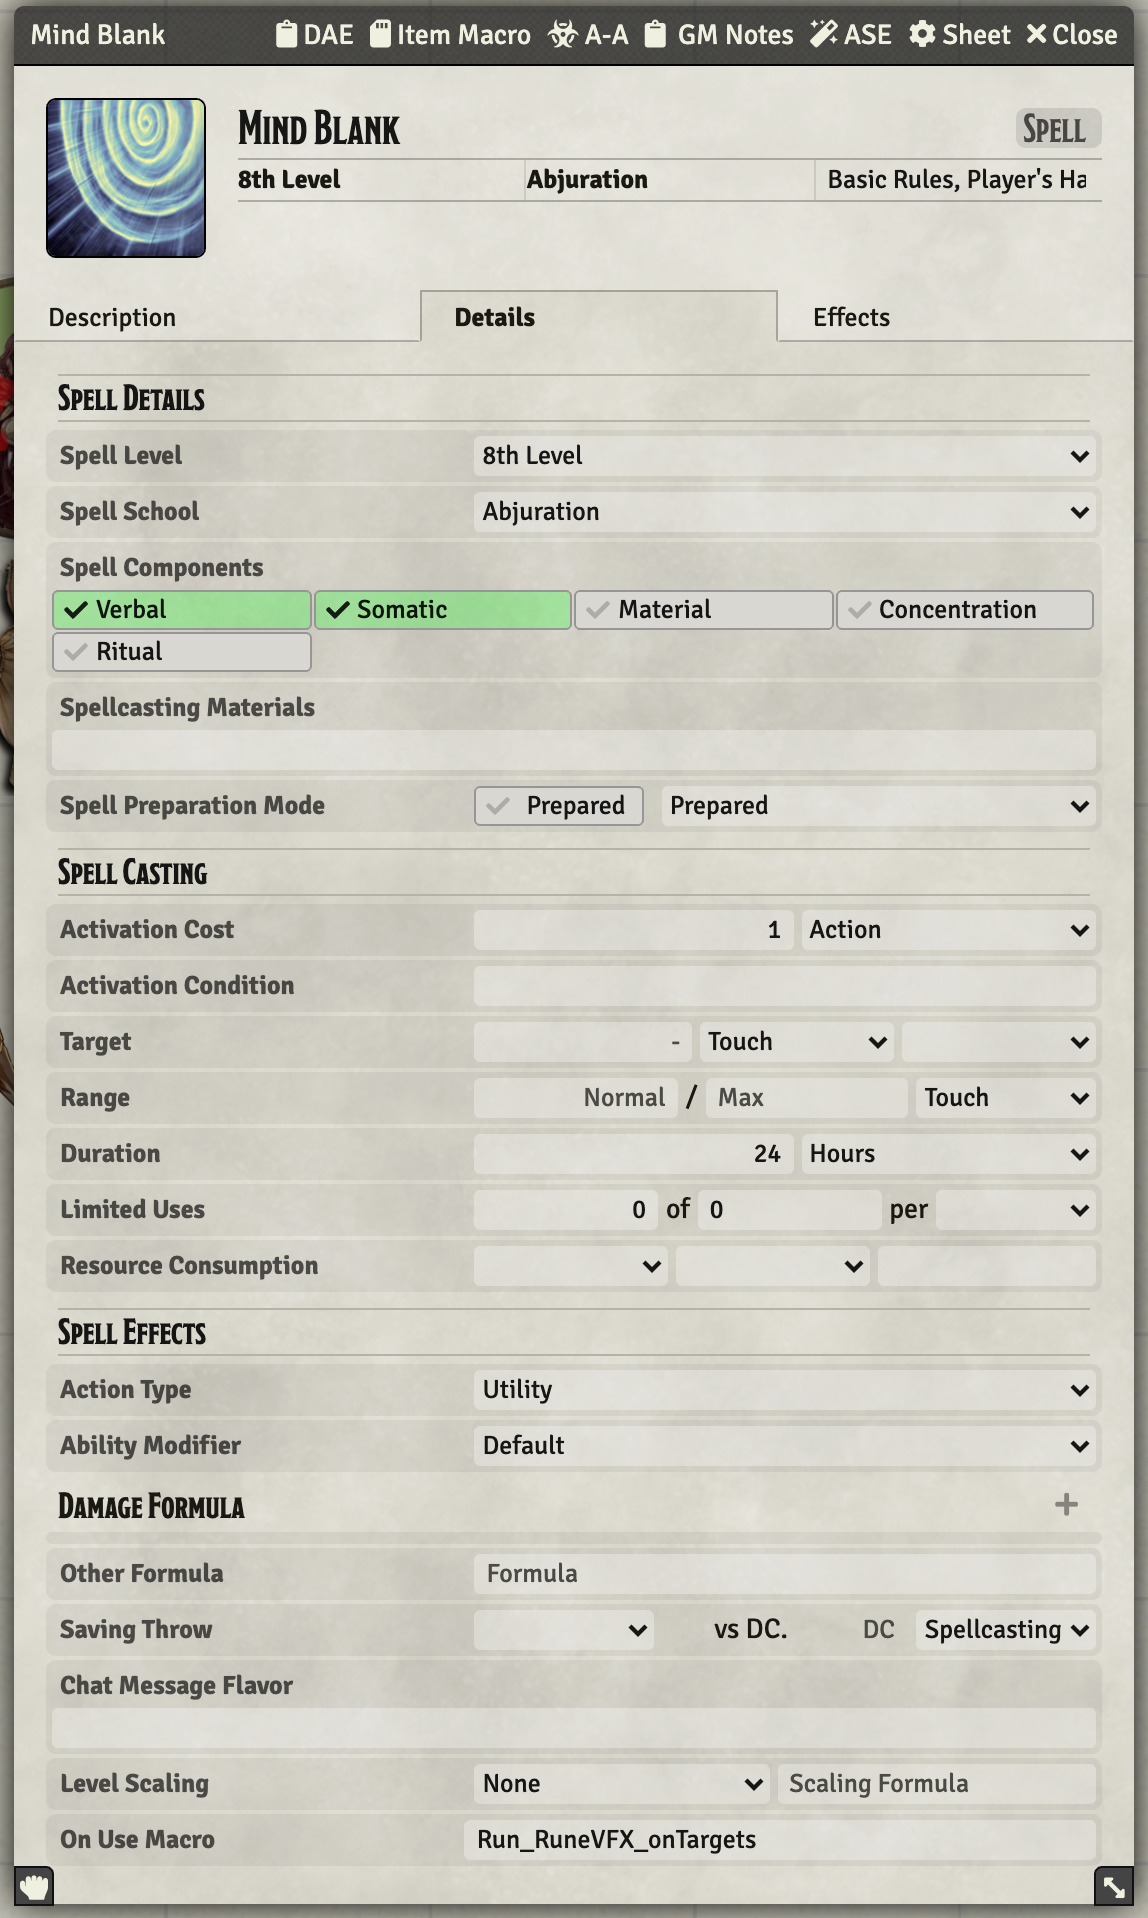 Mind Blank DAE Item Macro A-A GM Notes ASE Sheet Close
Mind Blank
Spell
8th Level Abjuration Basic Rules, Player's Ha
Description Details Effects
Spell Details
Spell Level 8th Level
Spell School Abjuration
Spell Components
Verbal Somatic Material Concentration
Ritual
Spellcasting Materials
Spell Preparation Mode Prepared Prepared
Spell Casting
Activation Cost 1 Action
Activation Condition
Target - Touch
Range Normal / Max Touch
Duration 24 Hours
Limited Uses 0 of 0 per
Resource Consumption
Spell Effects
Action Type Utility
Ability Modifier Default
Damage Formula
Other Formula Formula
Saving Throw vs DC. DC Spellcasting
Chat Message Flavor
Level Scaling None Scaling Formula
On Use Macro Run_RuneVFX_onTargets